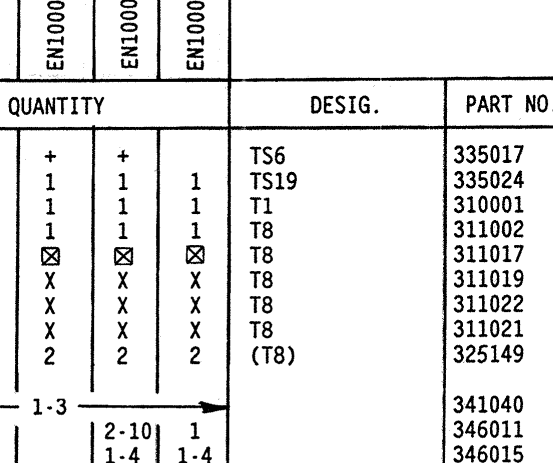 EN1000 EN1000 EN1000
QUANTITY DESIG. PART NO.
+ + TS6 335017
1 1 1 TS19 335024
1 1 1 T1 310001
1 1 1 T8 311002
☒ ☒ ☒ T8 311017
X X X T8 311019
X X X T8 311022
X X X T8 311021
2 2 2 (T8) 325149
1-3 341040
2-10 1 346011
1-4 1-4 346015